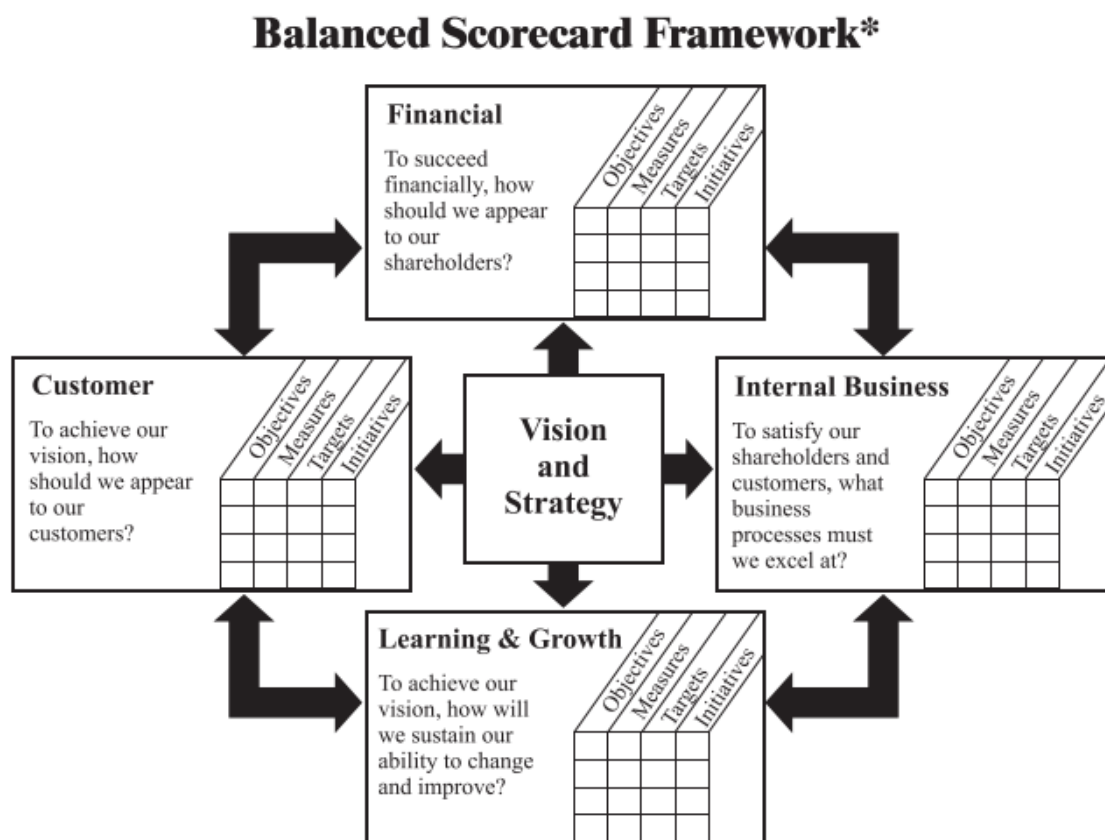 Balanced Scorecard Framework*
Financial
To succeed
financially, how
should we appear
to our
shareholders?
Objectives
Measures
Targets
Initiatives
Customer
To achieve our
vision, how
should we appear
to our
customers?
Objectives
Measures
Targets
Initiatives
Vision
and
Strategy
Internal Business
To satisfy our
shareholders and
customers, what
business
processes must
we excel at?
Objectives
Measures
Targets
Initiatives
Learning & Growth
To achieve our
vision, how will
we sustain our
ability to change
and improve?
Objectives
Measures
Targets
Initiatives